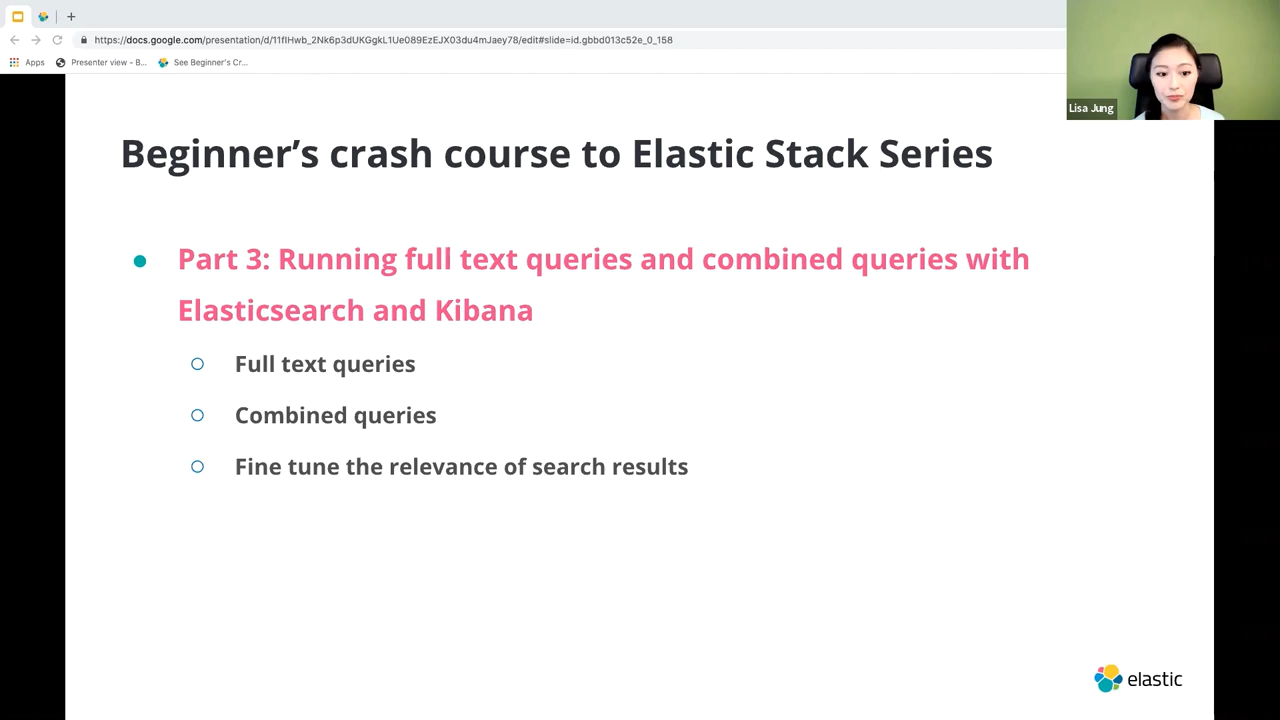 https://docs.google.com/presentation/d/11fIHwb_2Nk6p3dUKGgkL1Ue089EzEJX03du4mJaey78/edit#slide=id.gbbd013c52e_0_158
Apps Presenter view - B... See Beginner's Cr...
Lisa Jung
Beginner's crash course to Elastic Stack Series
Part 3: Running full text queries and combined queries with
Elasticsearch and Kibana
Full text queries
Combined queries
Fine tune the relevance of search results
elastic